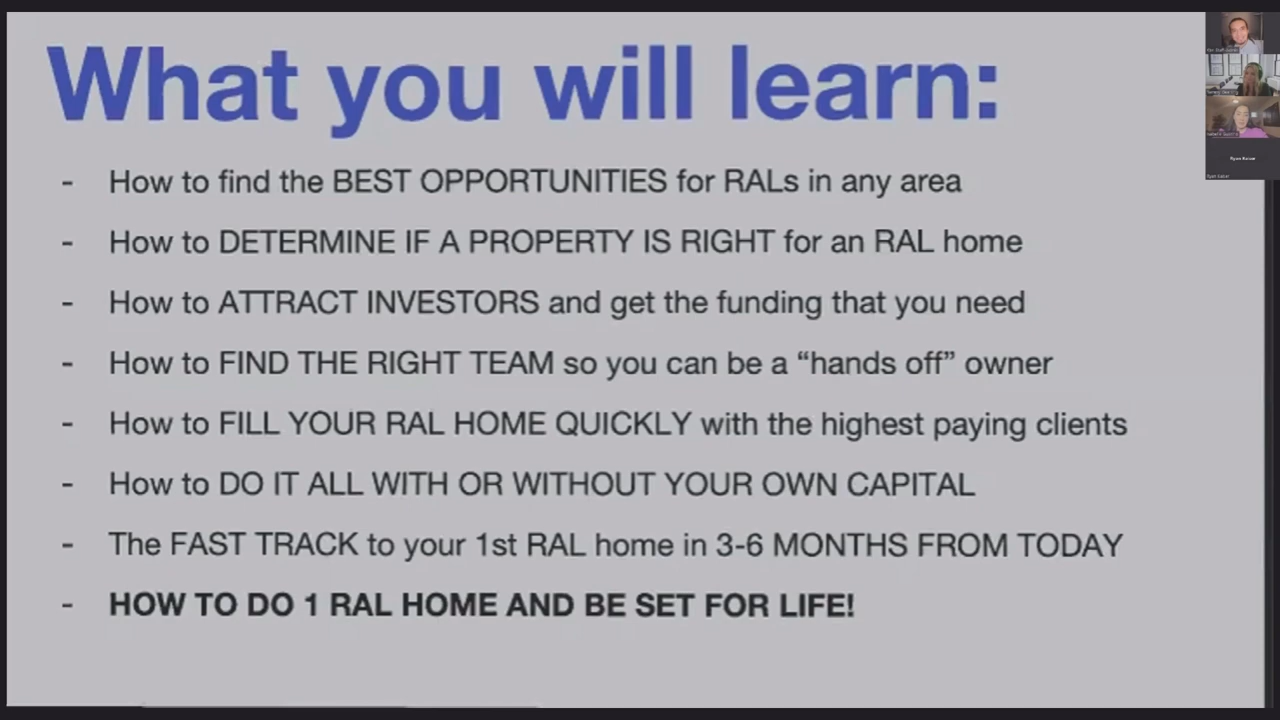 What you will learn:
- How to find the BEST OPPORTUNITIES for RALs in any area
- How to DETERMINE IF A PROPERTY IS RIGHT for an RAL home
- How to ATTRACT INVESTORS and get the funding that you need
- How to FIND THE RIGHT TEAM so you can be a “hands off” owner
- How to FILL YOUR RAL HOME QUICKLY with the highest paying clients
- How to DO IT ALL WITH OR WITHOUT YOUR OWN CAPITAL
- The FAST TRACK to your 1st RAL home in 3-6 MONTHS FROM TODAY
- HOW TO DO 1 RAL HOME AND BE SET FOR LIFE!